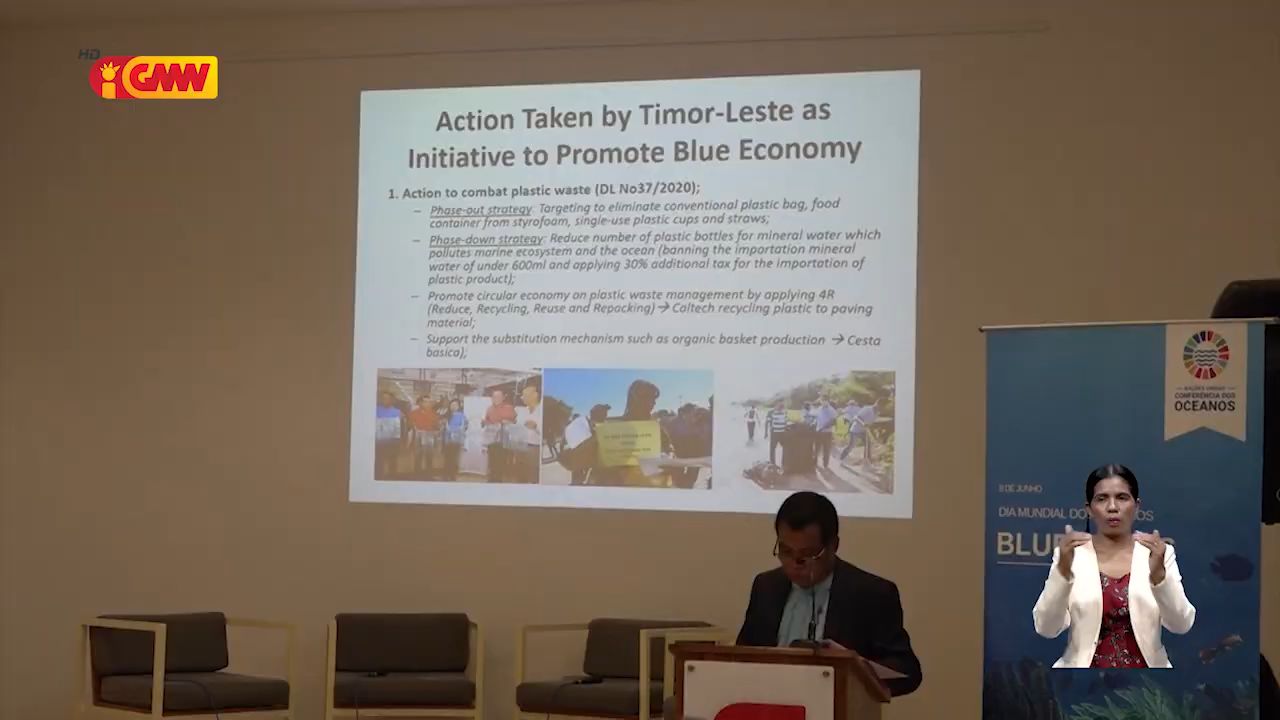 HD
GMN
Action Taken by Timor-Leste as
Initiative to Promote Blue Economy
1. Action to combat plastic waste (DL No37/2020);
– Phase-out strategy: Targeting to eliminate conventional plastic bag, food
container from styrofoam, single-use plastic cups and straws;
– Phase-down strategy: Reduce number of plastic bottles for mineral water which
pollutes marine ecosystem and the ocean (banning the importation mineral
water of under 600ml and applying 30% additional tax for the importation of
plastic product);
– Promote circular economy on plastic waste management by applying 4R
(Reduce, Recycling, Reuse and Repacking) → Caltech recycling plastic to paving
material;
– Support the substitution mechanism such as organic basket production → Cesta
basica);
NAÇÕES UNIDAS
CONFERÊNCIA DOS
OCEANOS
8 DE JUNHO
DIA MUNDIAL